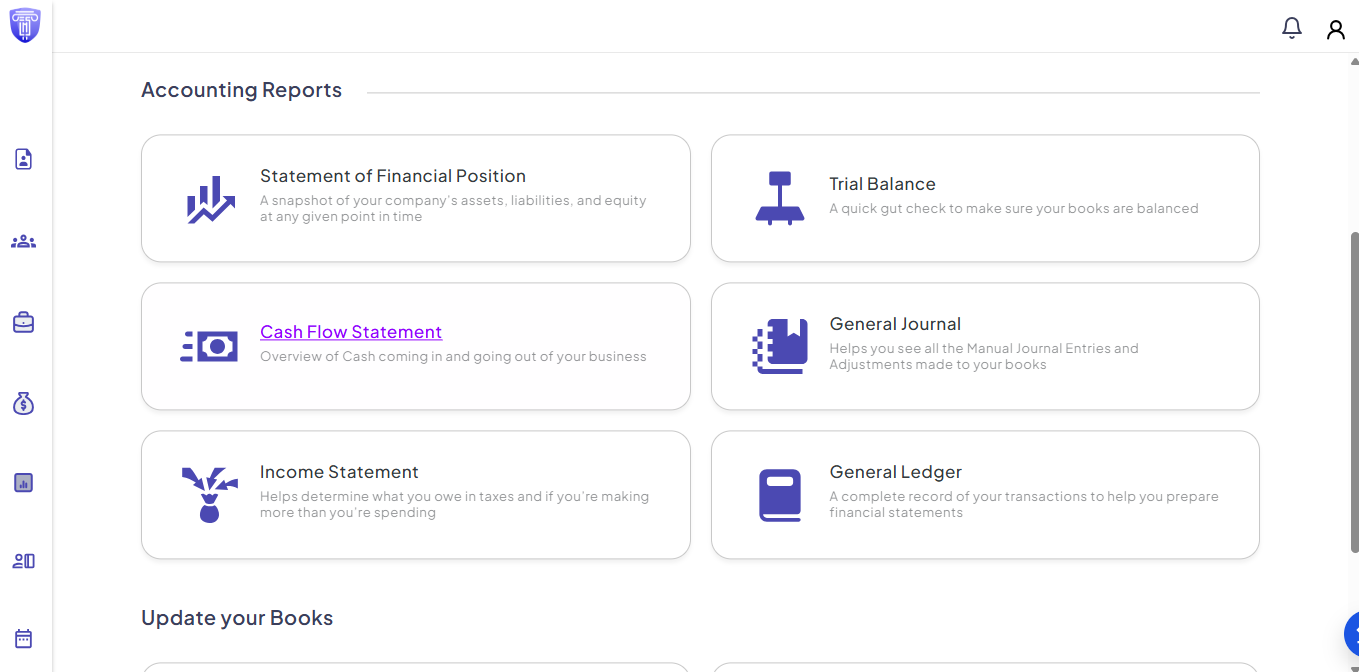 Accounting Reports
Statement of Financial Position
A snapshot of your company's assets, liabilities, and equity
at any given point in time
Trial Balance
A quick gut check to make sure your books are balanced
Cash Flow Statement
Overview of Cash coming in and going out of your business
General Journal
Helps you see all the Manual Journal Entries and
Adjustments made to your books
Income Statement
Helps determine what you owe in taxes and if you're making
more than you're spending
General Ledger
A complete record of your transactions to help you prepare
financial statements
Update your Books